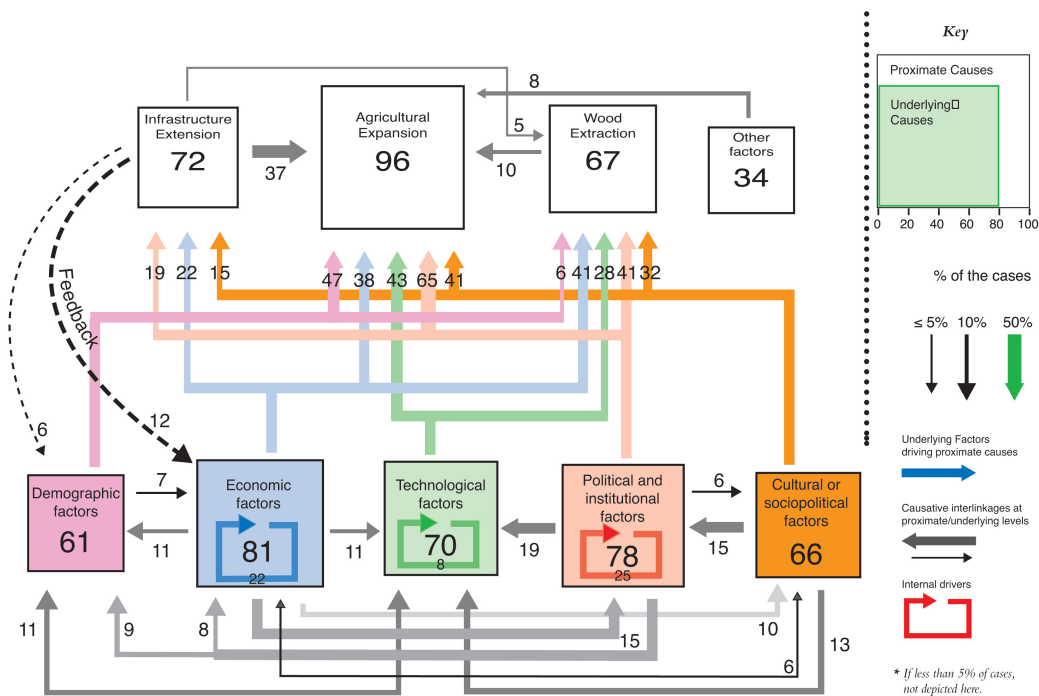 Key
Proximate Causes
Underlying□
Causes
0 20 40 60 80 100
% of the cases
≤ 5% 10% 50%
Underlying Factors
driving proximate causes
Causative interlinkages at
proximate/underlying levels
Internal drivers
* If less than 5% of cases,
not depicted here.
8
Infrastructure
Extension
72
37
Agricultural
Expansion
96
5
10
Wood
Extraction
67
Other
factors
34
19 22 15 47 38 43 65 41 6 41 28 41 32
Feedback
6
12
Demographic
factors
61
7
11
Economic
factors
81
22
11
Technological
factors
70
8
19
Political and
institutional
factors
78
25
6
15
Cultural or
sociopolitical
factors
66
11 9 8 15 10 13
6